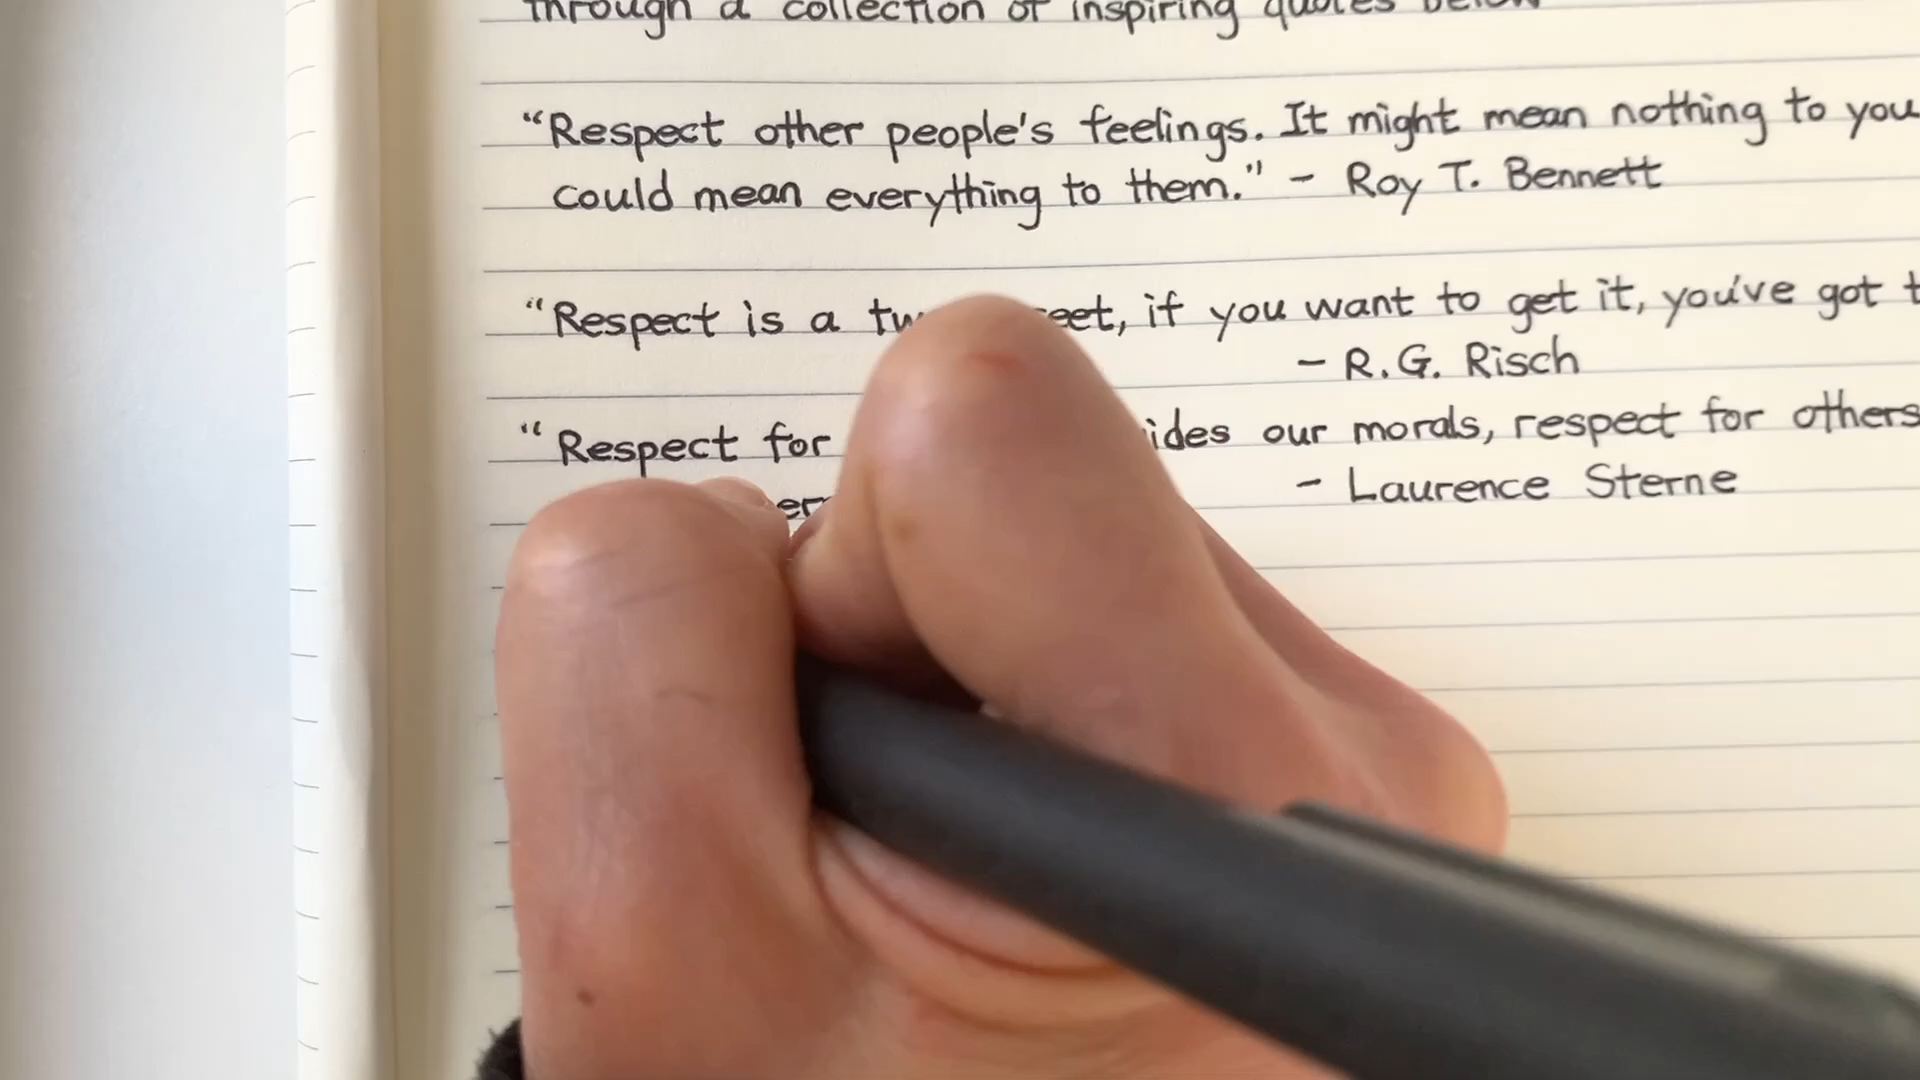 through a collection of inspiring quotes below
“Respect other people's feelings. It might mean nothing to you
could mean everything to them.” - Roy T. Bennett
“Respect is a eet, if you want to get it, you've got
- R.G. Risch
“Respect for ides our morals, respect for others
- Laurence Sterne